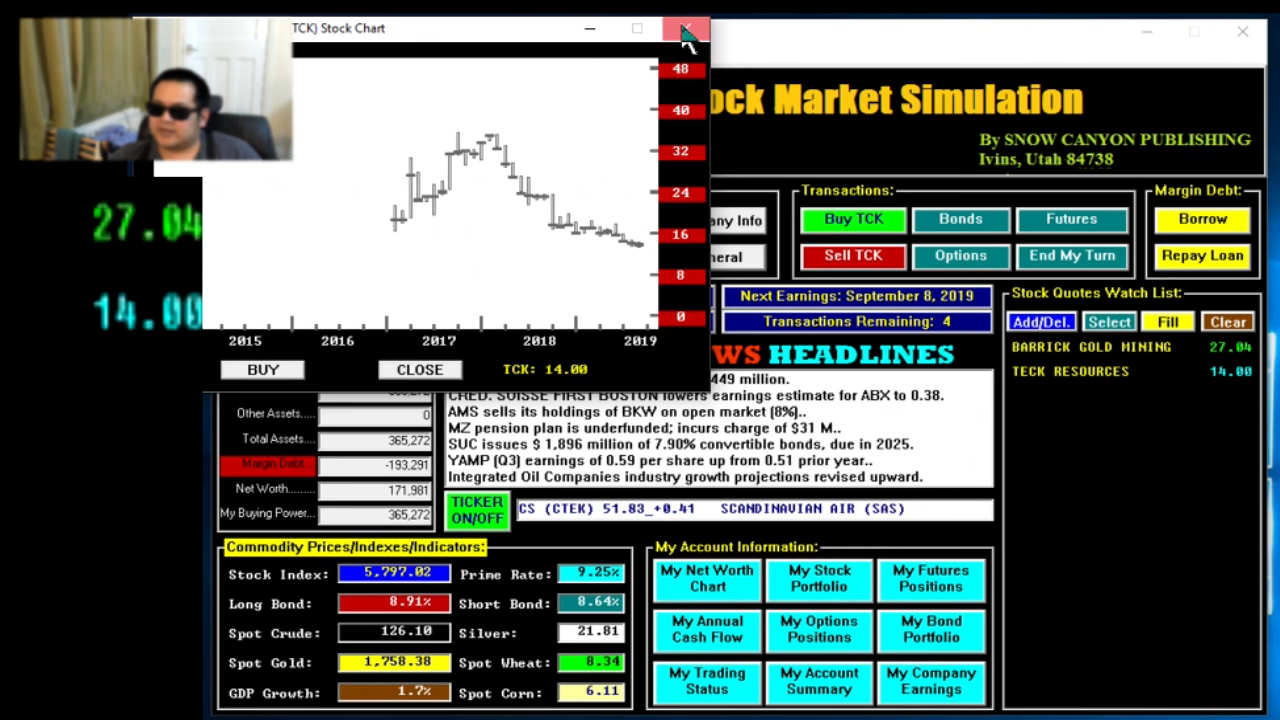 TCK) Stock Chart
ock Market Simulation
By SNOW CANYON PUBLISHING
Ivins, Utah 84738
48
40
32
24
16
8
0
2015 2016 2017 2018 2019
BUY CLOSE TCK: 14.00
27.04
14.00
any Info
neral
Transactions:
Buy TCK Bonds Futures
Sell TCK Options End My Turn
Margin Debt:
Borrow
Repay Loan
Next Earnings: September 8, 2019
Transactions Remaining: 4
Stock Quotes Watch List:
Add/Del. Select Fill Clear
BARRICK GOLD MINING 27.04
TECK RESOURCES 14.00
WS HEADLINES
449 million.
CRED. SUISSE FIRST BOSTON lowers earnings estimate for ABX to 0.38.
AMS sells its holdings of BKW on open market (8%)..
MZ pension plan is underfunded; incurs charge of $31 M..
SUC issues $ 1,896 million of 7.90% convertible bonds, due in 2025.
YAMP (Q3) earnings of 0.59 per share up from 0.51 prior year..
Integrated Oil Companies industry growth projections revised upward.
TICKER
ON/OFF
CS (CTEK) 51.83_+0.41 SCANDINAVIAN AIR (SAS)
Other Assets..... 0
Total Assets.... 365,272
Margin Debt... -193,291
Net Worth......... 171,981
My Buying Power... 365,272
Commodity Prices/Indexes/Indicators:
Stock Index: 5,797.02 Prime Rate: 9.25%
Long Bond: 8.91% Short Bond: 8.64%
Spot Crude: 126.10 Silver: 21.81
Spot Gold: 1,758.38 Spot Wheat: 8.34
GDP Growth: 1.7% Spot Corn: 6.11
My Account Information:
My Net Worth
Chart
My Stock
Portfolio
My Futures
Positions
My Annual
Cash Flow
My Options
Positions
My Bond
Portfolio
My Trading
Status
My Account
Summary
My Company
Earnings